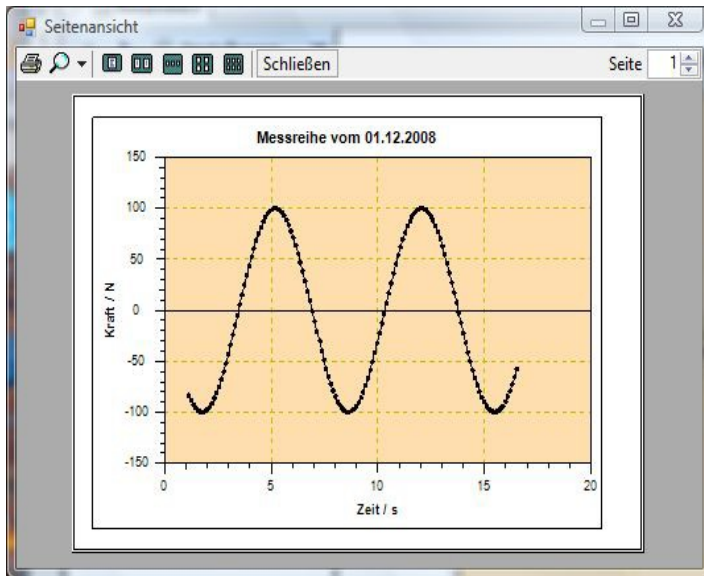 Seitenansicht
Schließen
Seite 1
Messreihe vom 01.12.2008
150
100
50
0
-50
-100
-150
Kraft / N
0 5 10 15 20
Zeit / s